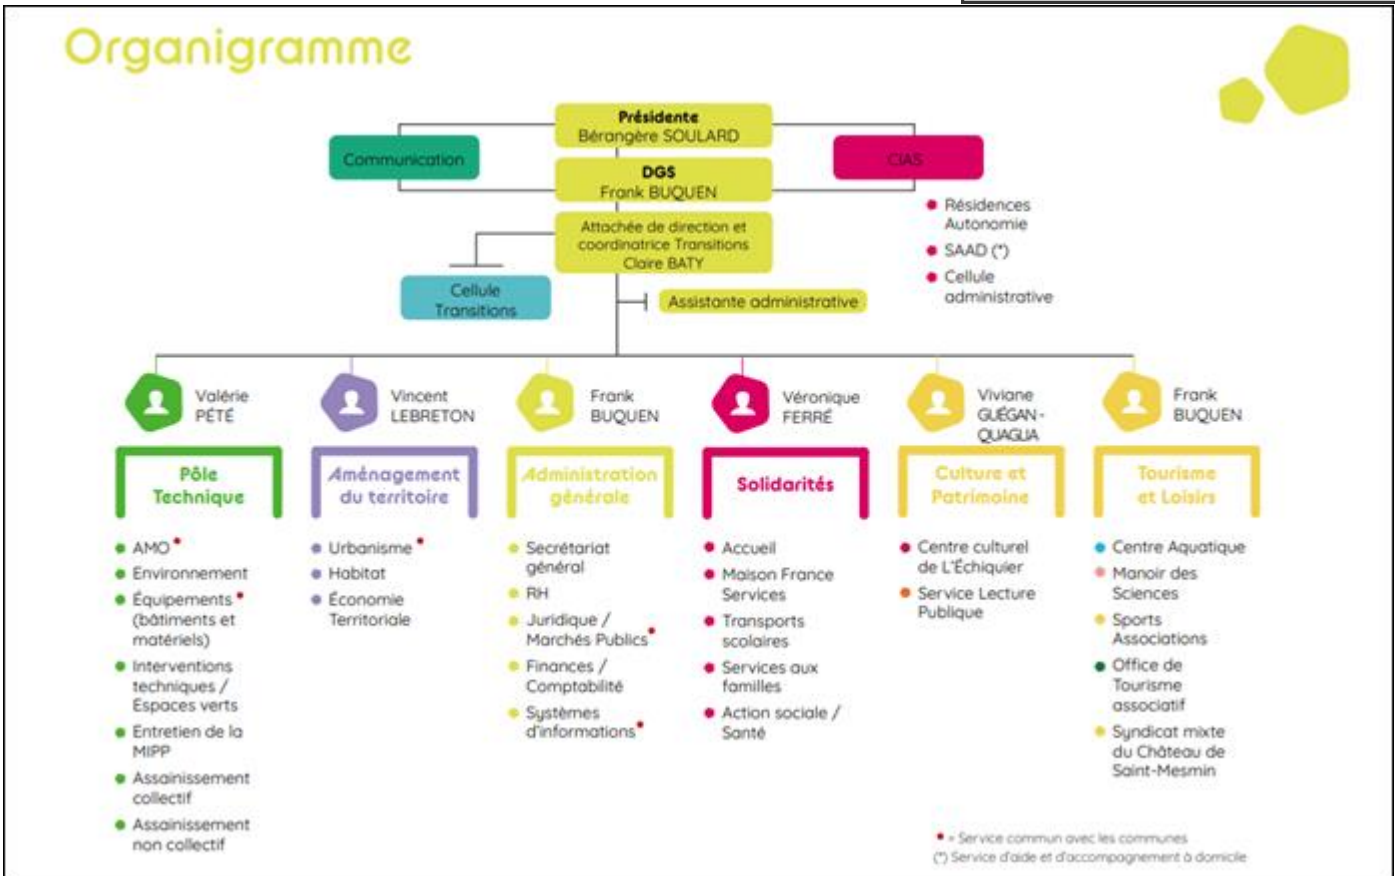 Organigramme
Présidente
Bérangère SOULARD
Communication
CIAS
DGS
Frank BUQUEN
Attachée de direction et
coordinatrice Transitions
Claire BATY
Résidences
Autonomie
SAAD (*)
Cellule
administrative
Cellule
Transitions
Assistante administrative
Valérie
PÉTÉ
Vincent
LEBRETON
Frank
BUQUEN
Véronique
FERRÉ
Viviane
GUÉGAN -
QUAGLIA
Frank
BUQUEN
Pôle
Technique
Aménagement
du territoire
Administration
générale
Solidarités
Culture et
Patrimoine
Tourisme
et Loisirs
AMO
Environnement
Équipements
(bâtiments et
matériels)
Interventions
techniques /
Espaces verts
Entretien de la
MIPP
Assainissement
collectif
Assainissement
non collectif
Urbanisme
Habitat
Économie
Territoriale
Secrétariat
général
RH
Juridique /
Marchés Publics
Finances /
Comptabilité
Systèmes
d'informations
Accueil
Maison France
Services
Transports
scolaires
Services aux
familles
Action sociale /
Santé
Centre culturel
de L'Échiquier
Service Lecture
Publique
Centre Aquatique
Manoir des
Sciences
Sports
Associations
Office de
Tourisme
associatif
Syndicat mixte
du Château de
Saint-Mesmin
= Service commun avec les communes
(*) Service d'aide et d'accompagnement à domicile